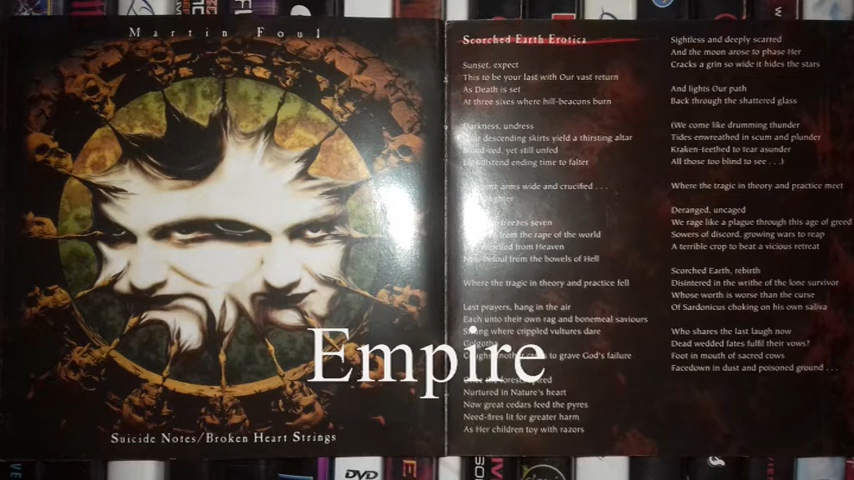 Martin Foul
Suicide Notes/Broken Heart Strings
Empire
Scorched Earth Erotica
Sunset, expect
This to be your last with Our vast return
As Death is set
At three sixes where hill-beacons burn
Darkness, undress
descending skirts yield a thirsting altar
red, yet still unfed
ending time to falter
arms wide and crucified . . .
freezes seven
from the rape of the world
from Heaven
from the bowels of Hell
Where the tragic in theory and practice fell
Last prayers, hang in the air
Each unto their own rag and bonemeal saviours
where crippled vultures dare
Golgotha
to grave God's failure
Once the forests
Nurtured in Nature's heart
Now great cedars feed the pyres
Need-fires lit for greater harm
As Her children toy with razors
Sightless and deeply scarred
And the moon arose to phase Her
Cracks a grin so wide it hides the stars
And lights Our path
Back through the shattered glass
(We come like drumming thunder
Tides enwreathed in scum and plunder
Kraken-teethed to tear asunder
All those too blind to see . . .)
Where the tragic in theory and practice meet
Deranged, uncaged
We rage like a plague through this age of greed
Sowers of discord, growing wars to reap
A terrible crop to beat a vicious retreat
Scorched Earth, rebirth
Disintered in the writhe of the lone survivor
Whose worth is worse than the curse
Of Sardonicus choking on his own saliva
Who shares the last laugh now
Dead wedded fates fulfil their vows?
Foot in mouth of sacred cows
Facedown in dust and poisoned ground . . .
DVD